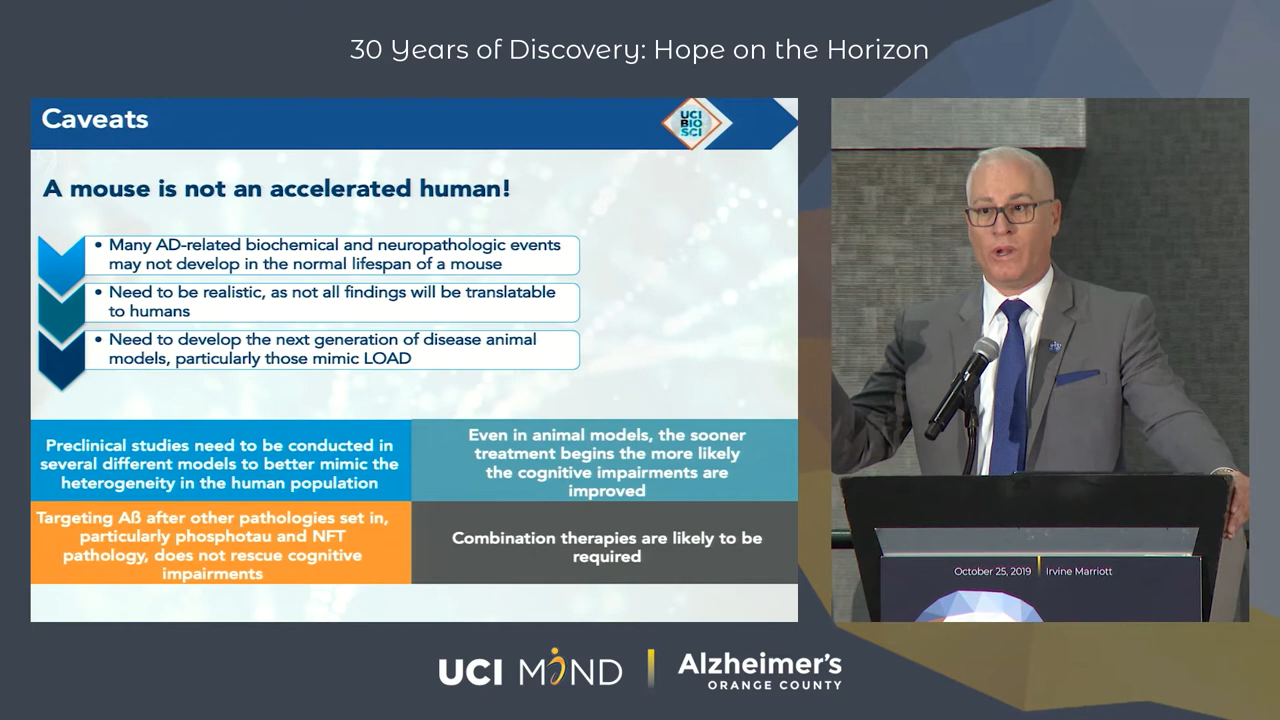 30 Years of Discovery: Hope on the Horizon
Caveats
UCI
BIO
SCI
A mouse is not an accelerated human!
• Many AD-related biochemical and neuropathologic events
may not develop in the normal lifespan of a mouse
• Need to be realistic, as not all findings will be translatable
to humans
• Need to develop the next generation of disease animal
models, particularly those mimic LOAD
Preclinical studies need to be conducted in
several different models to better mimic the
heterogeneity in the human population
Even in animal models, the sooner
treatment begins the more likely
the cognitive impairments are
improved
Targeting Aß after other pathologies set in,
particularly phosphotau and NFT
pathology, does not rescue cognitive
impairments
Combination therapies are likely to be
required
October 25, 2019 | Irvine Marriott
UCI MIND | Alzheimer's
ORANGE COUNTY